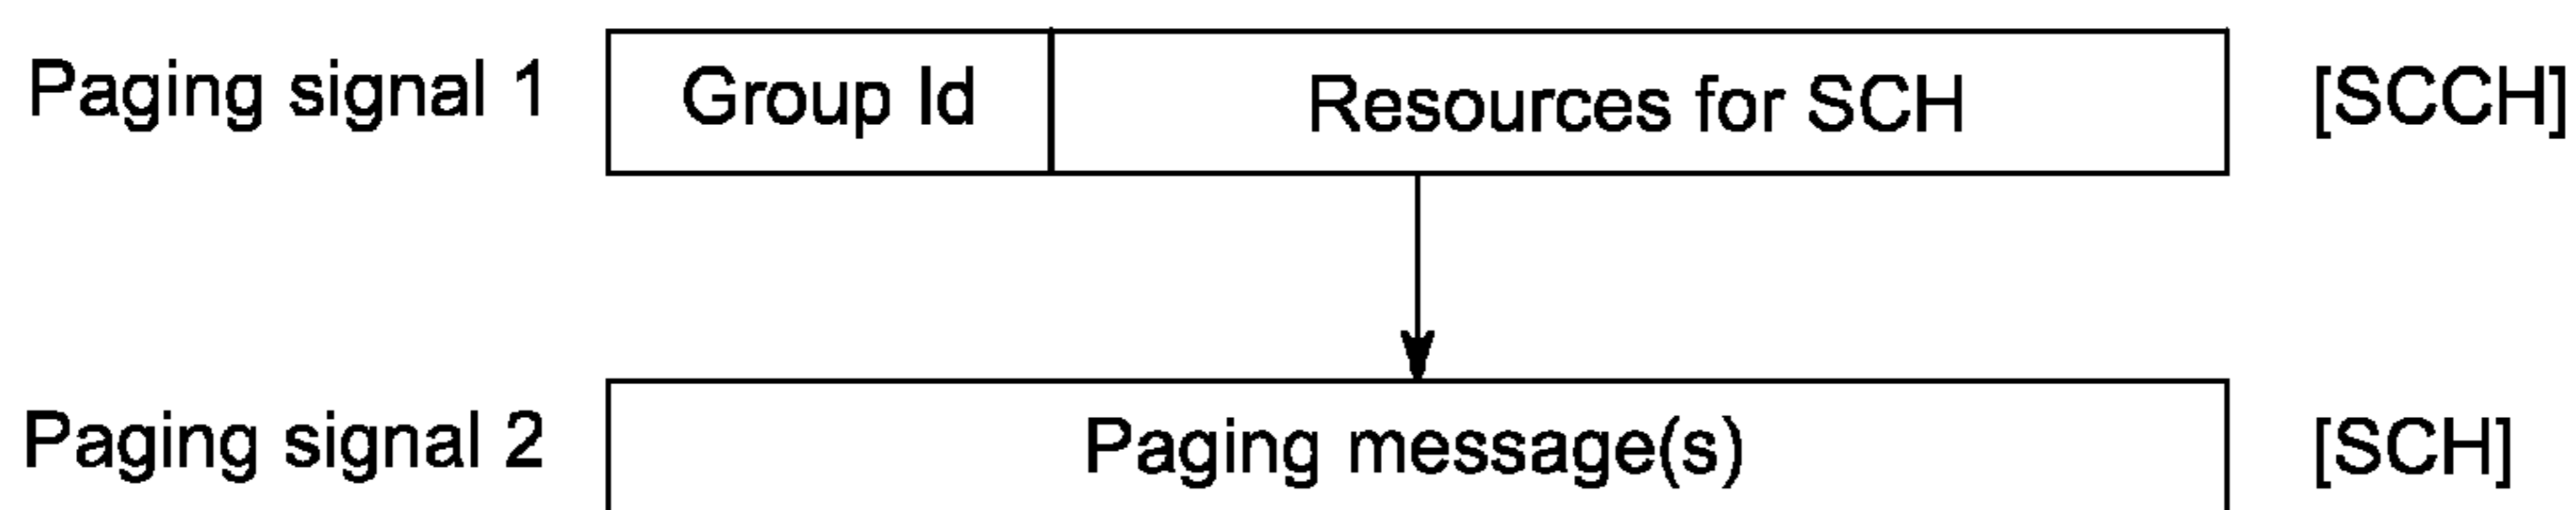 Paging signal 1 Group Id Resources for SCH [SCCH]
Paging signal 2 Paging message(s) [SCH]